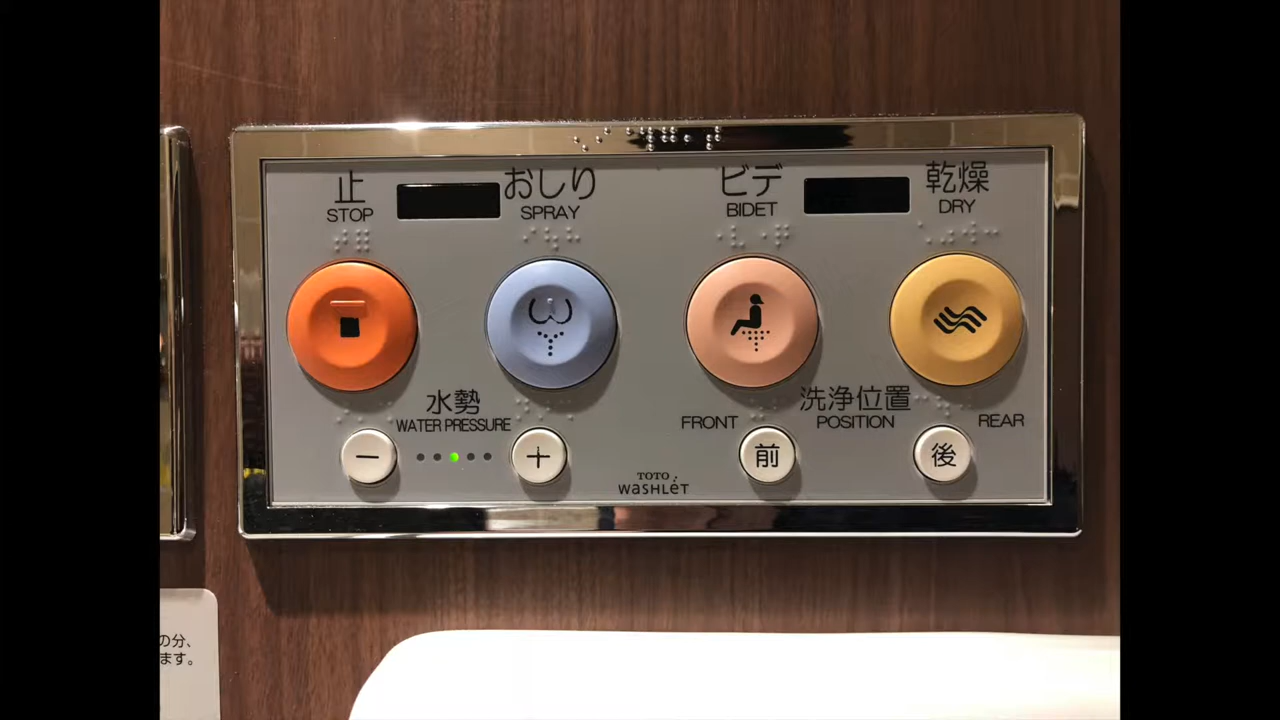 止
STOP
おしり
SPRAY
ビデ
BIDET
乾燥
DRY
水勢
WATER PRESSURE
－
＋
FRONT
洗浄位置
POSITION
REAR
前
後
TOTO
WASHLET
の分、
ます。